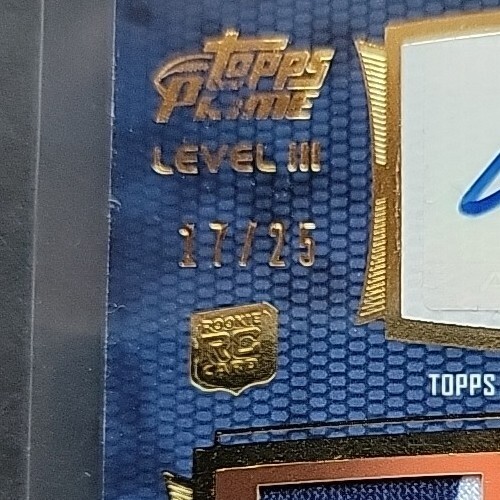 TOPPS
PRIME
LEVEL III
17/25
ROOKIE
RC
CARD
TOPPS